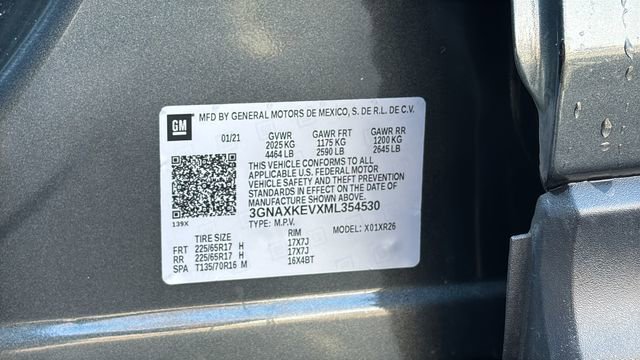 GM
MFD BY GENERAL MOTORS DE MEXICO, S. DE R.L. DE C.V.
01/21 GVWR GAWR FRT GAWR RR
2025 KG 1175 KG 1200 KG
4464 LB 2590 LB 2645 LB
THIS VEHICLE CONFORMS TO ALL
APPLICABLE U.S. FEDERAL MOTOR
VEHICLE SAFETY AND THEFT PREVENTION
STANDARDS IN EFFECT ON THE DATE OF
MANUFACTURE SHOWN ABOVE.
139X 3GNAXKEVXML354530
TYPE: M.P.V. MODEL: X01XR26
TIRE SIZE RIM
FRT 225/65R17 H 17X7J
RR 225/65R17 H 17X7J
SPA T135/70R16 M 16X4BT